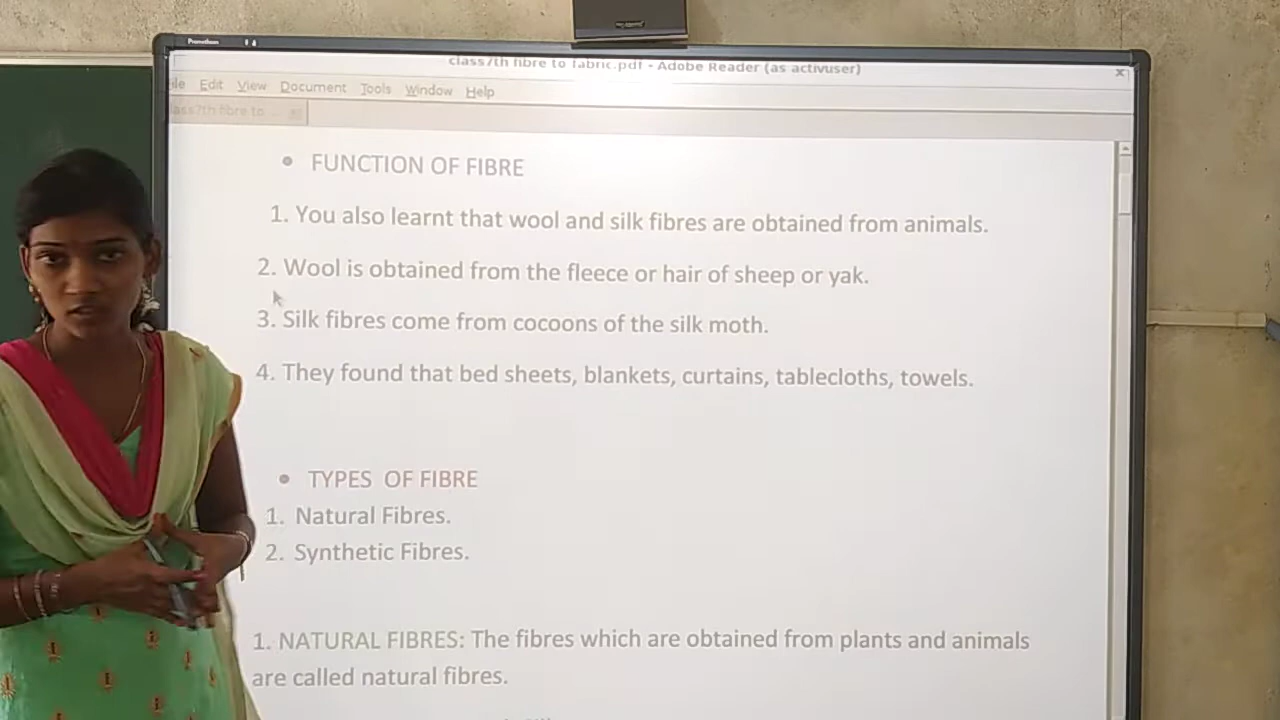 Promethean
class7th fibre to fabric.pdf - Adobe Reader (as activuser)
Edit View Document Tools Window Help
FUNCTION OF FIBRE
1. You also learnt that wool and silk fibres are obtained from animals.
2. Wool is obtained from the fleece or hair of sheep or yak.
3. Silk fibres come from cocoons of the silk moth.
4. They found that bed sheets, blankets, curtains, tablecloths, towels.
TYPES OF FIBRE
1. Natural Fibres.
2. Synthetic Fibres.
1. NATURAL FIBRES: The fibres which are obtained from plants and animals
are called natural fibres.